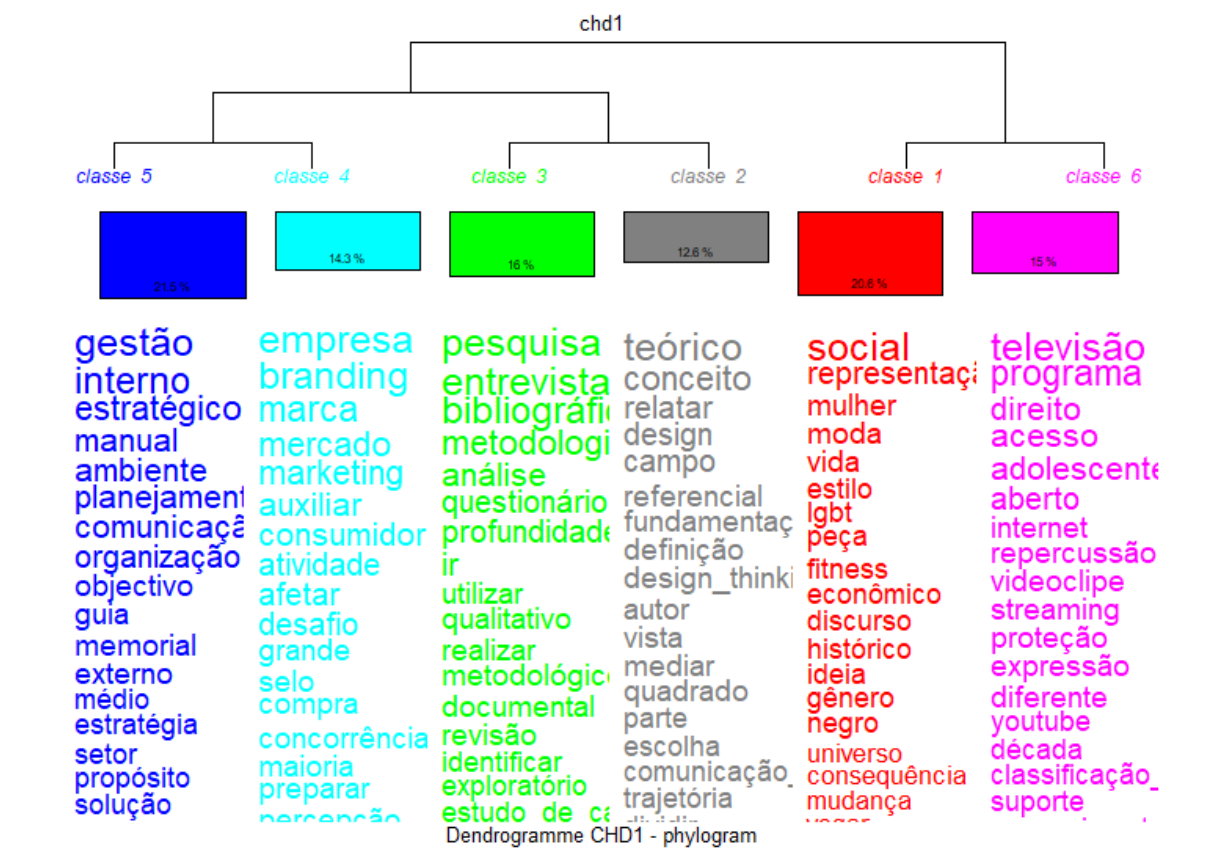 chd1
classe 5
classe 4
classe 3
classe 2
classe 1
classe 6
21.5 %
14.3 %
16 %
12.6 %
20.6 %
15 %
gestão
interno
estratégico
manual
ambiente
planejament
comunicaçã
organização
objectivo
guia
memorial
externo
médio
estratégia
setor
propósito
solução
empresa
branding
marca
mercado
marketing
auxiliar
consumidor
atividade
afetar
desafio
grande
selo
compra
concorrência
maioria
preparar
percepção
pesquisa
entrevista
bibliográfi
metodologi
análise
questionário
profundidade
ir
utilizar
qualitativo
realizar
metodológic
documental
revisão
identificar
exploratório
estudo_de_ca
teórico
conceito
relatar
design
campo
referencial
fundamentaç
definição
design_thinki
autor
vista
mediar
quadrado
parte
escolha
comunicação_
trajetória
dividir
social
representaçã
mulher
moda
vida
estilo
lgbt
peça
fitness
econômico
discurso
histórico
ideia
gênero
negro
universo
consequência
mudança
televisão
programa
direito
acesso
adolescente
aberto
internet
repercussão
videoclipe
streaming
proteção
expressão
diferente
youtube
década
classificação_
suporte
Dendrogramme CHD1 - phylogram